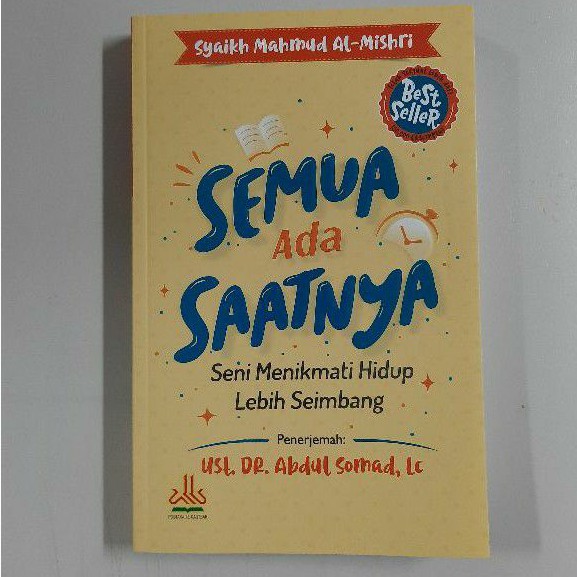 Syaikh Mahmud Al-Mishri
Best
Seller
SEMUA
Ada
SAATNYA
Seni Menikmati Hidup
Lebih Seimbang
Penerjemah:
Ust. DR. Abdul Somad, Lc